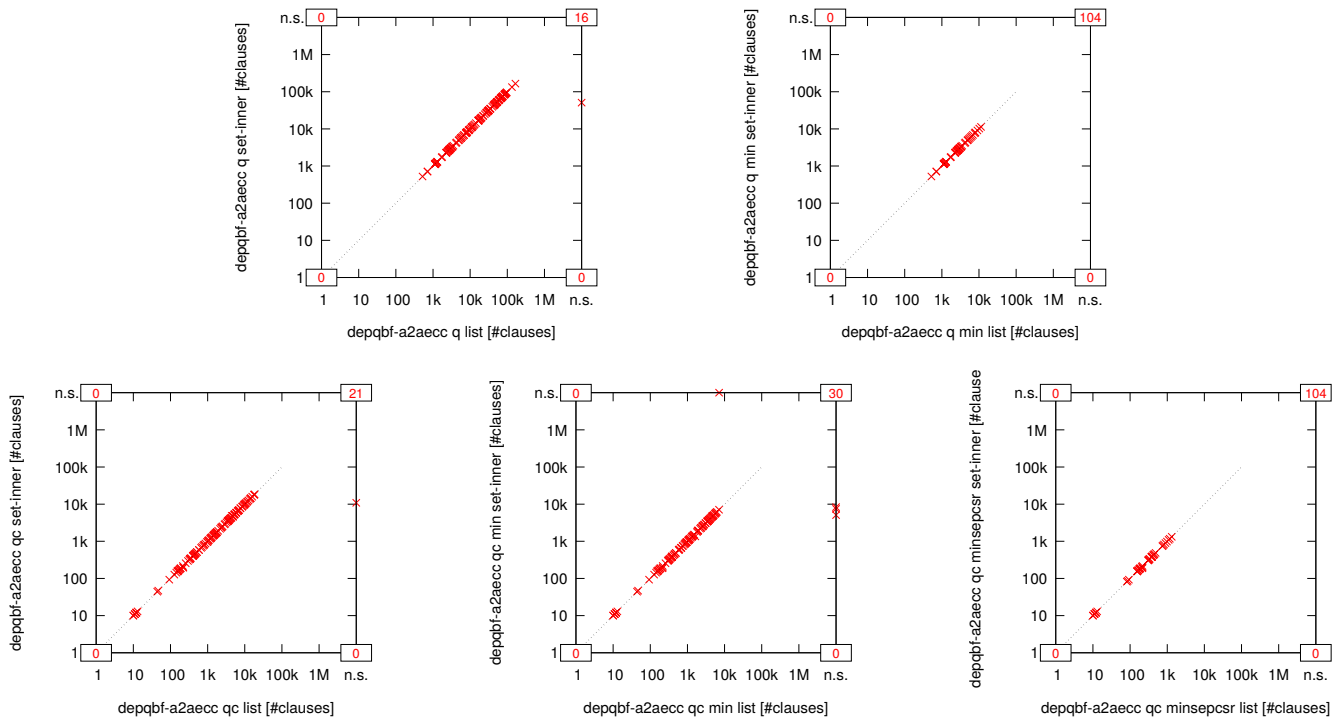 n.s. 0 16
1M
100k
10k
1k
100
10
1 0 0
1 10 100 1k 10k 100k 1M n.s.
depqbf-a2aecc q set-inner [#clauses]
depqbf-a2aecc q list [#clauses]
n.s. 0 104
1M
100k
10k
1k
100
10
1 0 0
1 10 100 1k 10k 100k 1M n.s.
depqbf-a2aecc q min set-inner [#clauses]
depqbf-a2aecc q min list [#clauses]
n.s. 0 21
1M
100k
10k
1k
100
10
1 0 0
1 10 100 1k 10k 100k 1M n.s.
depqbf-a2aecc qc set-inner [#clauses]
depqbf-a2aecc qc list [#clauses]
n.s. 0 30
1M
100k
10k
1k
100
10
1 0 0
1 10 100 1k 10k 100k 1M n.s.
depqbf-a2aecc qc min set-inner [#clauses]
depqbf-a2aecc qc min list [#clauses]
n.s. 0 104
1M
100k
10k
1k
100
10
1 0 0
1 10 100 1k 10k 100k 1M n.s.
depqbf-a2aecc qc minsepcsr set-inner [#clause
depqbf-a2aecc qc minsepcsr list [#clauses]